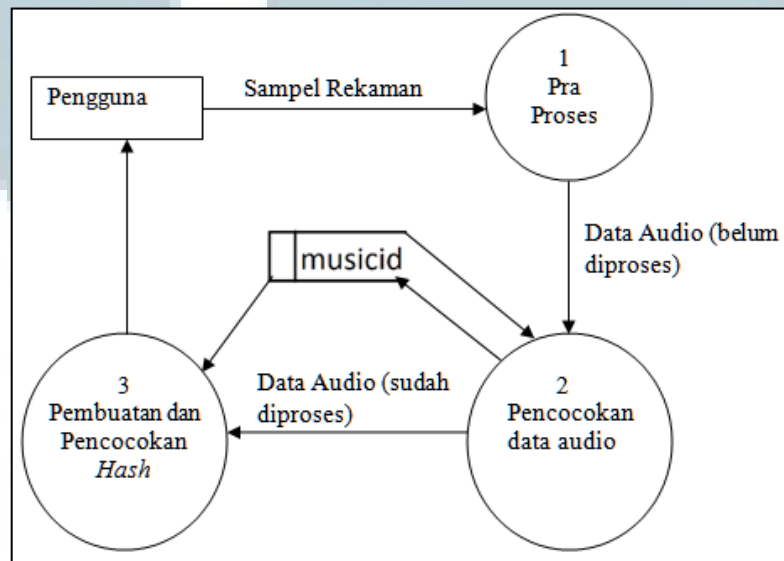 Pengguna
Sampel Rekaman
1
Pra
Proses
Data Audio (belum
diproses)
musicid
2
Pencocokan
data audio
Data Audio (sudah
diproses)
3
Pembuatan dan
Pencocokan
Hash